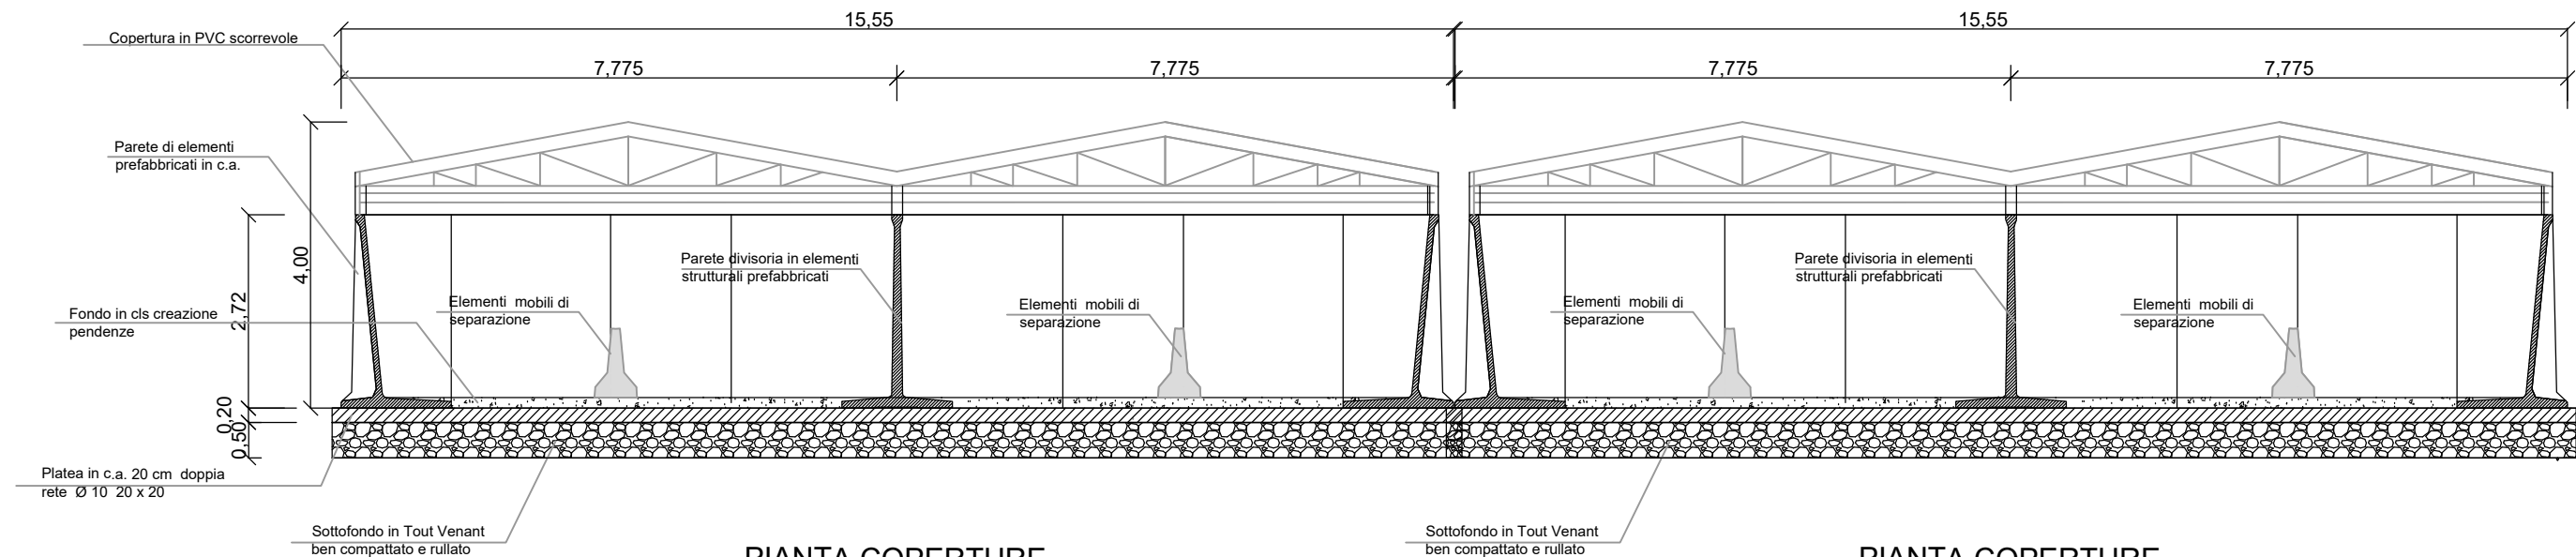 15,55
15,55
Copertura in PVC scorrevole
7,775
7,775
7,775
7,775
Parete di elementi
prefabbricati in c.a.
4,00
2,72
0,20
0,50
Parete divisoria in elementi
strutturali prefabbricati
Parete divisoria in elementi
strutturali prefabbricati
Elementi mobili di
separazione
Elementi mobili di
separazione
Elementi mobili di
separazione
Elementi mobili di
separazione
Fondo in cls creazione
pendenze
Platea in c.a. 20 cm doppia
rete Ø 10 20 x 20
Sottofondo in Tout Venant
ben compattato e rullato
Sottofondo in Tout Venant
ben compattato e rullato
PIANTA COPERTURE
PIANTA COPERTURE